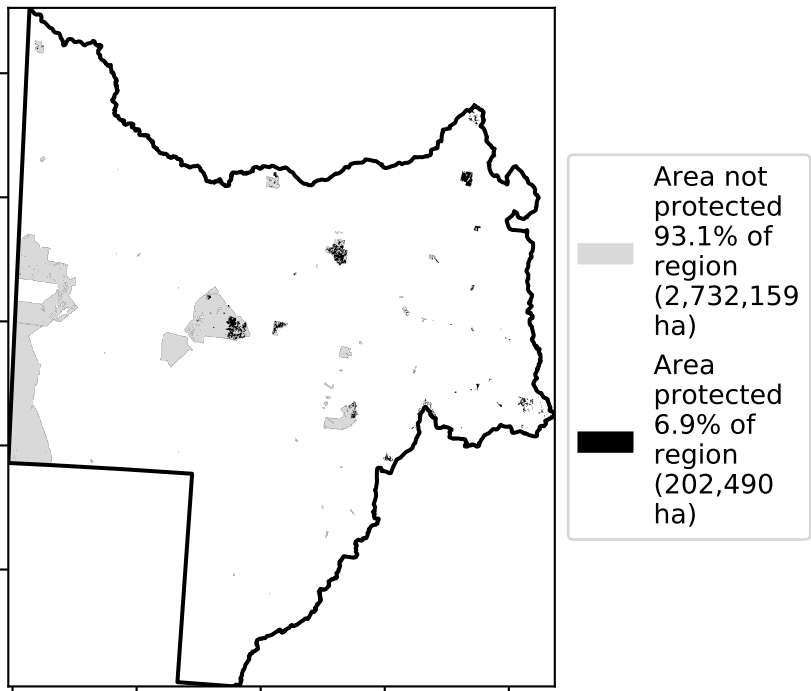 Area not
protected
93.1% of
region
(2,732,159
ha)
Area
protected
6.9% of
region
(202,490
ha)